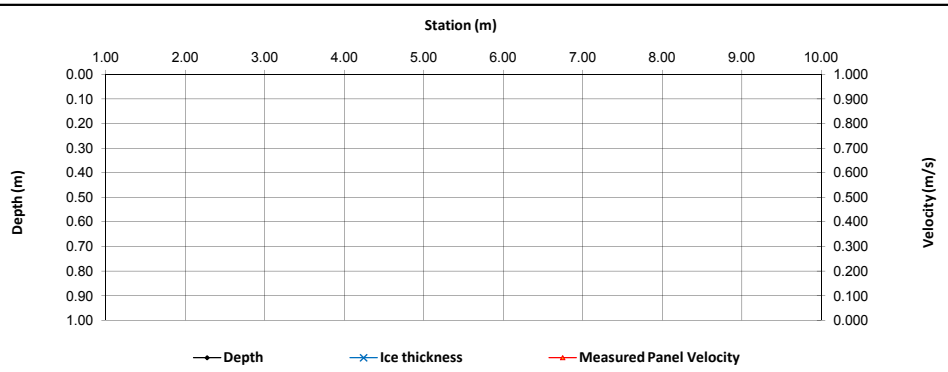 Station (m)
1.00 2.00 3.00 4.00 5.00 6.00 7.00 8.00 9.00 10.00
0.00 1.000
0.10 0.900
0.20 0.800
0.30 0.700
0.40 0.600
0.50 0.500
0.60 0.400
0.70 0.300
0.80 0.200
0.90 0.100
1.00 0.000
Depth (m)
Velocity (m/s)
Depth Ice thickness Measured Panel Velocity